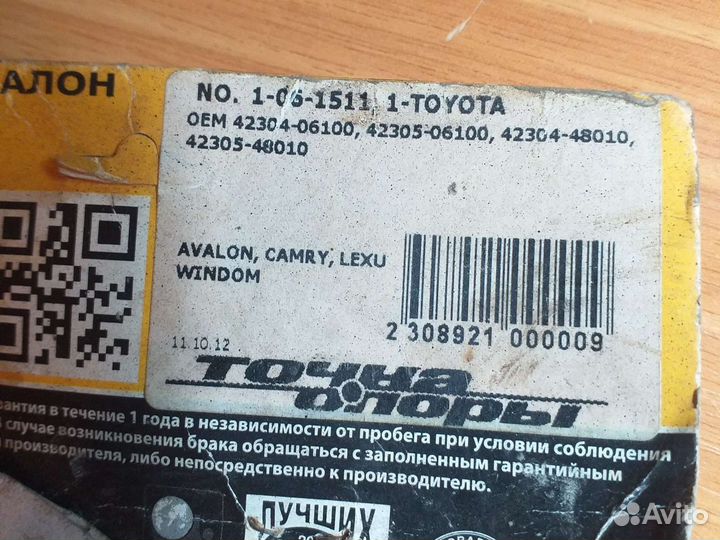 АЛОН
NO. 1-06-1511, 1-TOYOTA
OEM 42304-06100, 42305-06100, 42304-48010,
42305-48010
AVALON, CAMRY, LEXU
WINDOM
2 308921 000009
11.10.12
точка
опоры
арантия в течение 1 года в независимости от пробега при условии соблюдения
случае возникновения брака обращаться с заполненным гарантийным
производителя, либо непосредственно к производителю.
ЛУЧШИХ
20
Avito